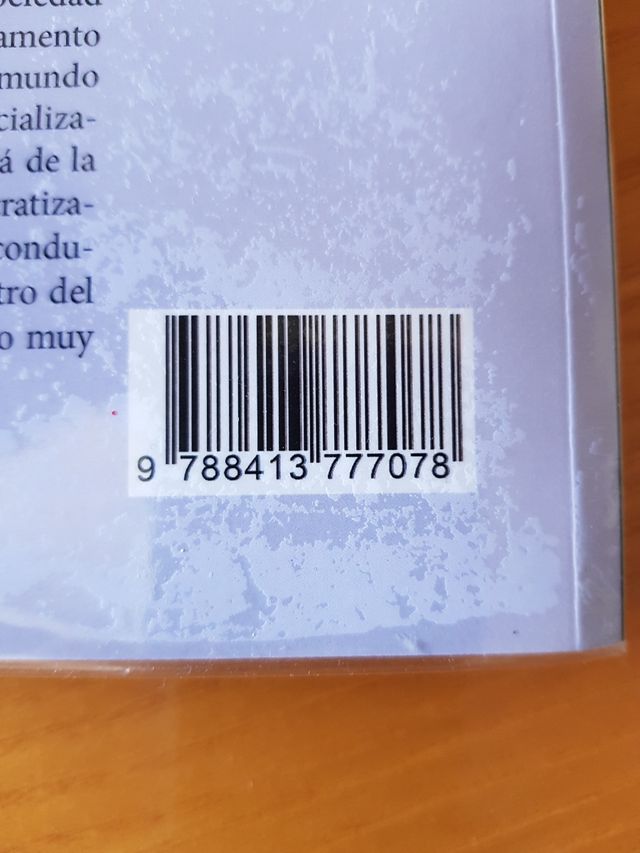 amento
mundo
cializa-
á de la
ratiza-
condu-
tro del
o muy
9 788413 777078